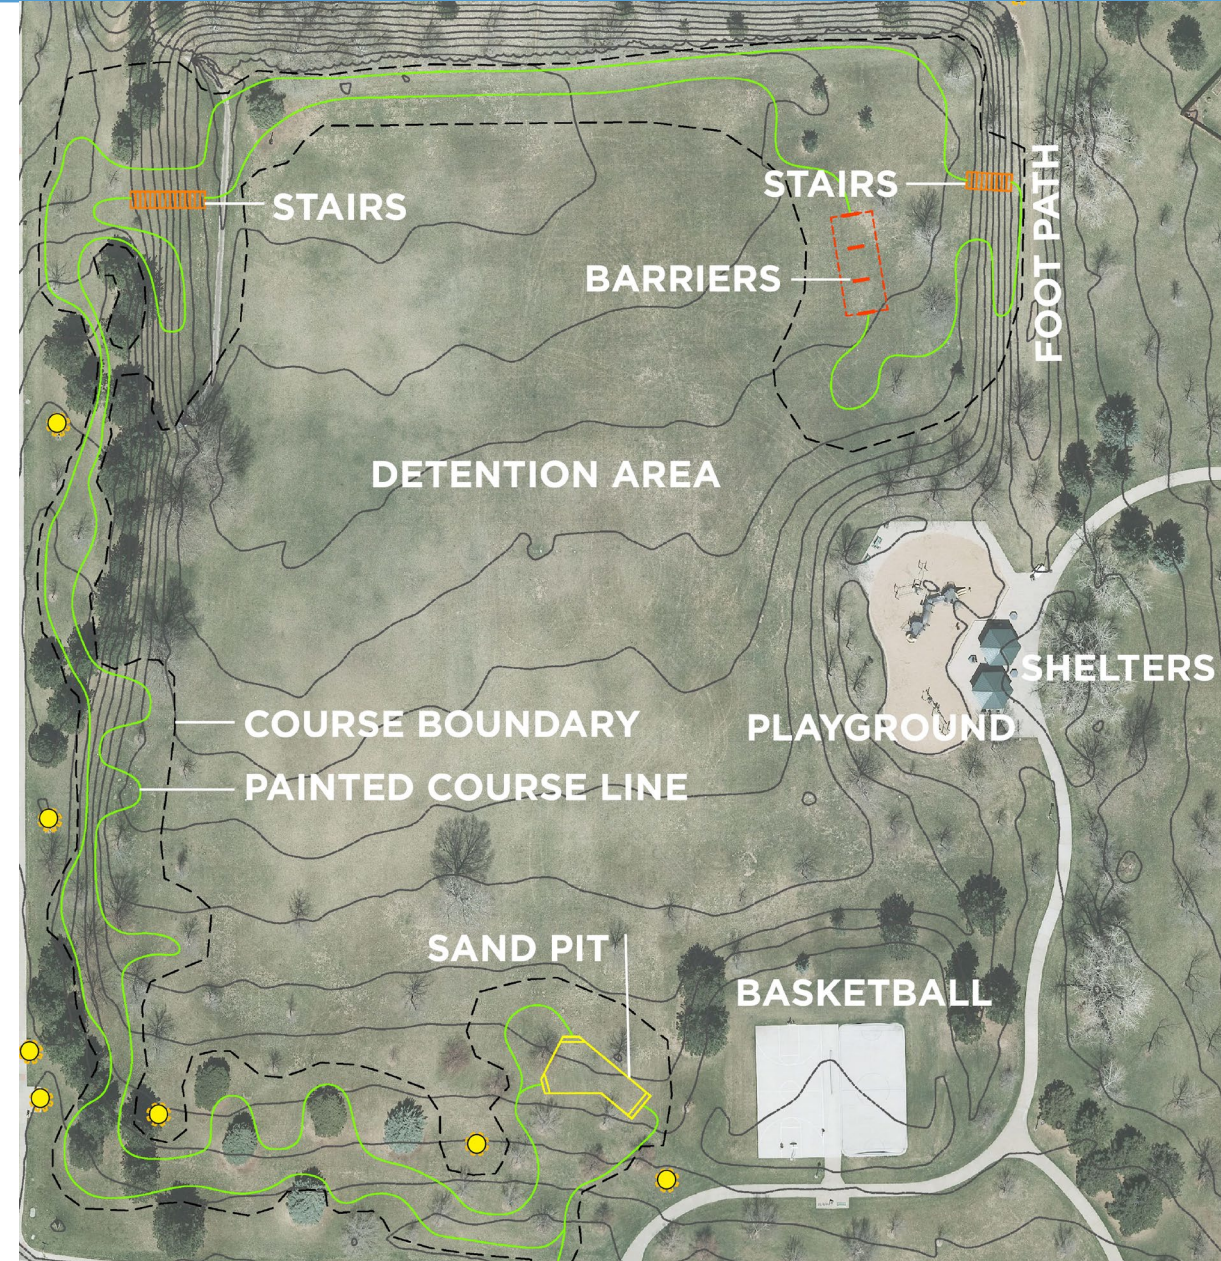 STAIRS
STAIRS
FOOT PATH
BARRIERS
DETENTION AREA
SHELTERS
COURSE BOUNDARY
PLAYGROUND
PAINTED COURSE LINE
SAND PIT
BASKETBALL